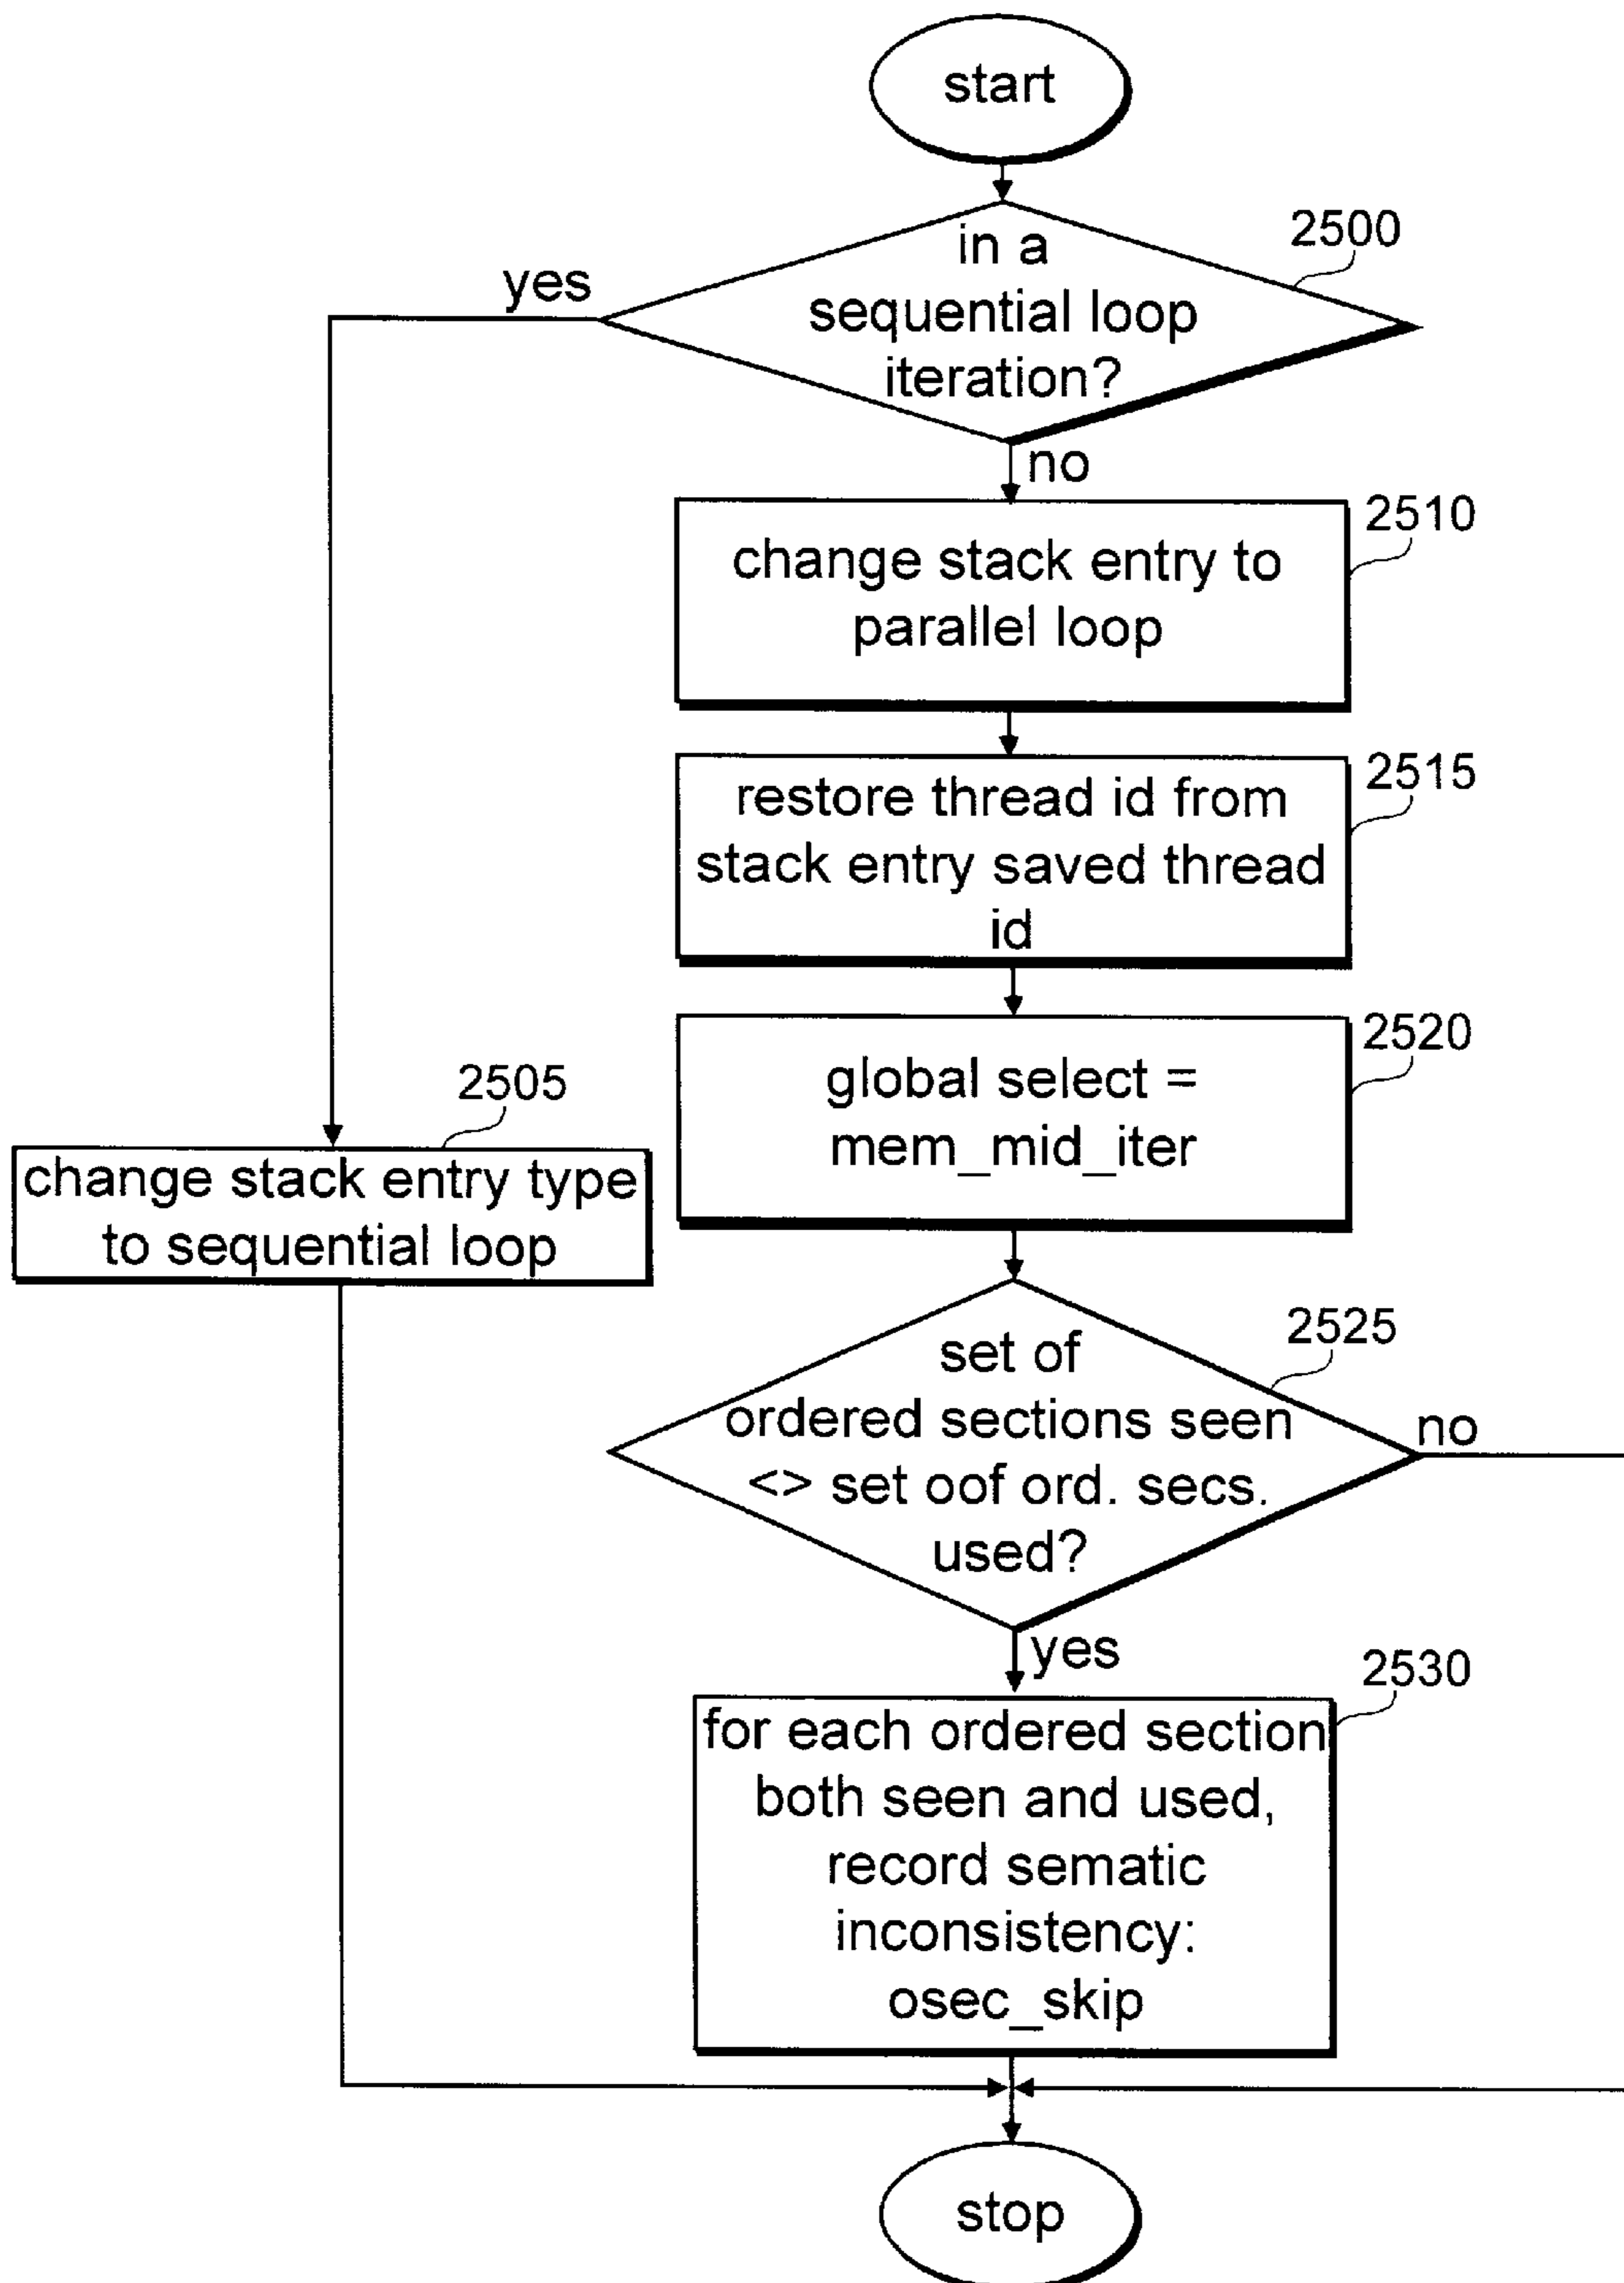 start
2500
in a
sequential loop
iteration?
yes
no
2510
change stack entry to
parallel loop
2515
restore thread id from
stack entry saved thread
id
2520
global select =
mem_mid_iter
2505
change stack entry type
to sequential loop
2525
set of
ordered sections seen
<> set oof ord. secs.
used?
no
yes
2530
for each ordered section
both seen and used,
record sematic
inconsistency:
osec_skip
stop